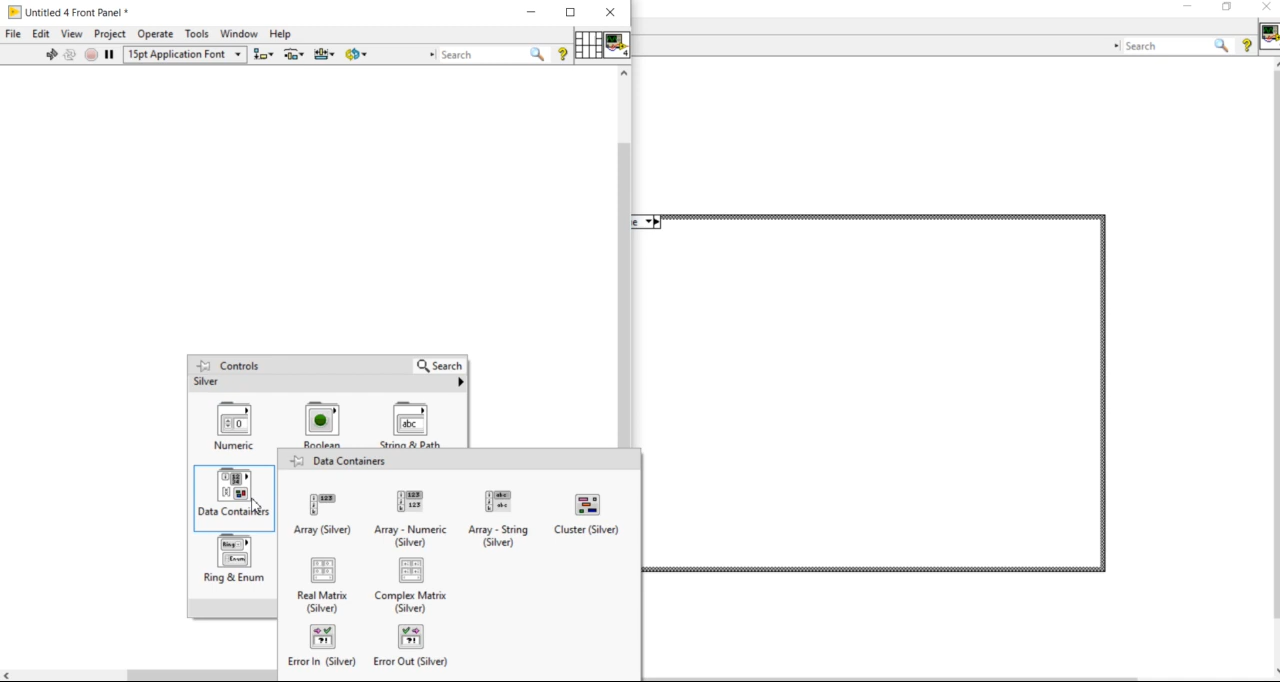 Untitled 4 Front Panel *
File Edit View Project Operate Tools Window Help
15pt Application Font
Search
4
Search
e
Controls
Search
Silver
Numeric
Boolean
String & Path
Data Containers
Ring & Enum
Data Containers
Array (Silver)
Array - Numeric
(Silver)
Array - String
(Silver)
Cluster (Silver)
Real Matrix
(Silver)
Complex Matrix
(Silver)
Error In (Silver)
Error Out (Silver)